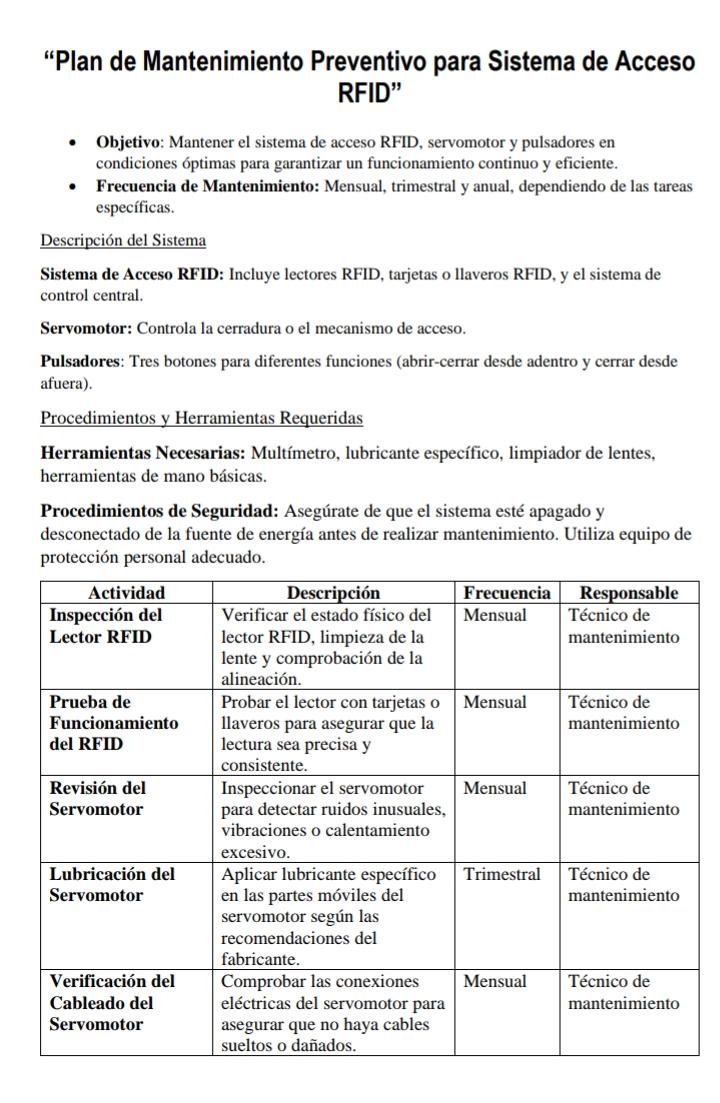 “Plan de Mantenimiento Preventivo para Sistema de Acceso
RFID”
• Objetivo: Mantener el sistema de acceso RFID, servomotor y pulsadores en
condiciones óptimas para garantizar un funcionamiento continuo y eficiente.
• Frecuencia de Mantenimiento: Mensual, trimestral y anual, dependiendo de las tareas
específicas.
Descripción del Sistema
Sistema de Acceso RFID: Incluye lectores RFID, tarjetas o llaveros RFID, y el sistema de
control central.
Servomotor: Controla la cerradura o el mecanismo de acceso.
Pulsadores: Tres botones para diferentes funciones (abrir-cerrar desde adentro y cerrar desde
afuera).
Procedimientos y Herramientas Requeridas
Herramientas Necesarias: Multímetro, lubricante específico, limpiador de lentes,
herramientas de mano básicas.
Procedimientos de Seguridad: Asegúrate de que el sistema esté apagado y
desconectado de la fuente de energía antes de realizar mantenimiento. Utiliza equipo de
protección personal adecuado.
Actividad Descripción Frecuencia Responsable
Inspección del
Lector RFID
Verificar el estado físico del
lector RFID, limpieza de la
lente y comprobación de la
alineación.
Mensual
Técnico de
mantenimiento
Prueba de
Funcionamiento
del RFID
Probar el lector con tarjetas o
llaveros para asegurar que la
lectura sea precisa y
consistente.
Mensual
Técnico de
mantenimiento
Revisión del
Servomotor
Inspeccionar el servomotor
para detectar ruidos inusuales,
vibraciones o calentamiento
excesivo.
Mensual
Técnico de
mantenimiento
Lubricación del
Servomotor
Aplicar lubricante específico
en las partes móviles del
servomotor según las
recomendaciones del
fabricante.
Trimestral
Técnico de
mantenimiento
Verificación del
Cableado del
Servomotor
Comprobar las conexiones
eléctricas del servomotor para
asegurar que no haya cables
sueltos o dañados.
Mensual
Técnico de
mantenimiento